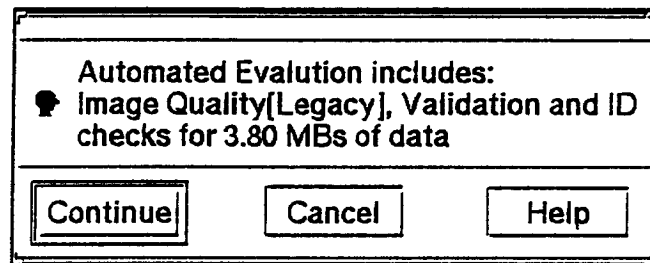 Automated Evalution includes:
Image Quality[Legacy], Validation and ID
checks for 3.80 MBs of data
Continue Cancel Help